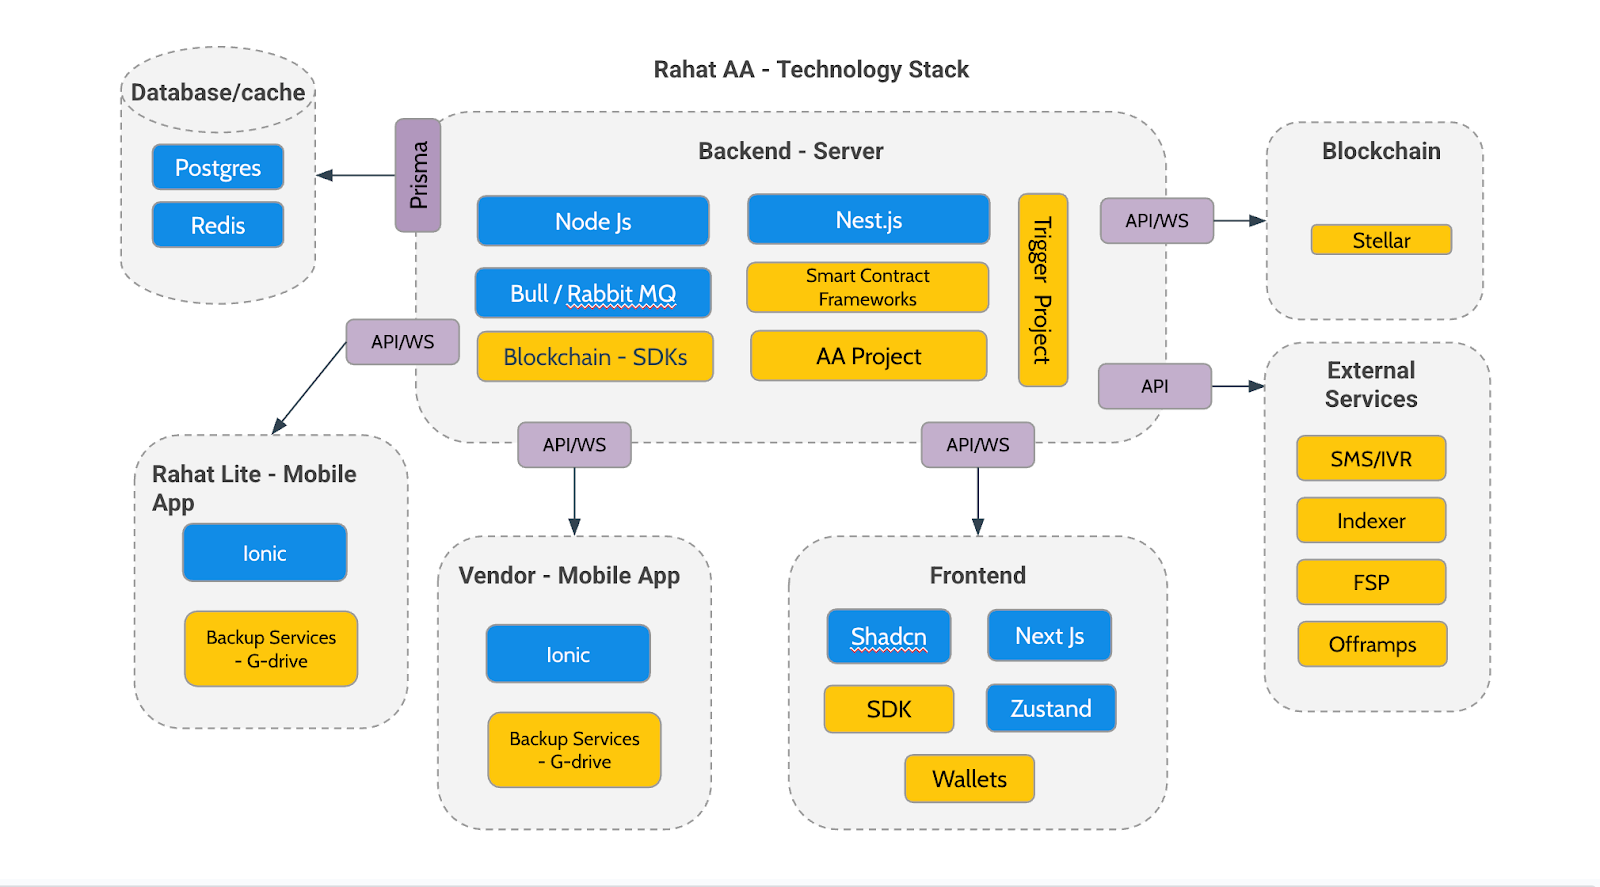 Rahat AA - Technology Stack
Database/cache
Postgres
Redis
Prisma
Backend - Server
Node Js
Nest.js
Bull / Rabbit MQ
Smart Contract
Frameworks
Blockchain - SDKs
AA Project
Trigger Project
API/WS
Blockchain
Stellar
API/WS
API
External
Services
SMS/IVR
Indexer
FSP
Offramps
API/WS
API/WS
Rahat Lite - Mobile
App
Ionic
Backup Services
- G-drive
Vendor - Mobile App
Ionic
Backup Services
- G-drive
Frontend
Shadcn
Next Js
SDK
Zustand
Wallets